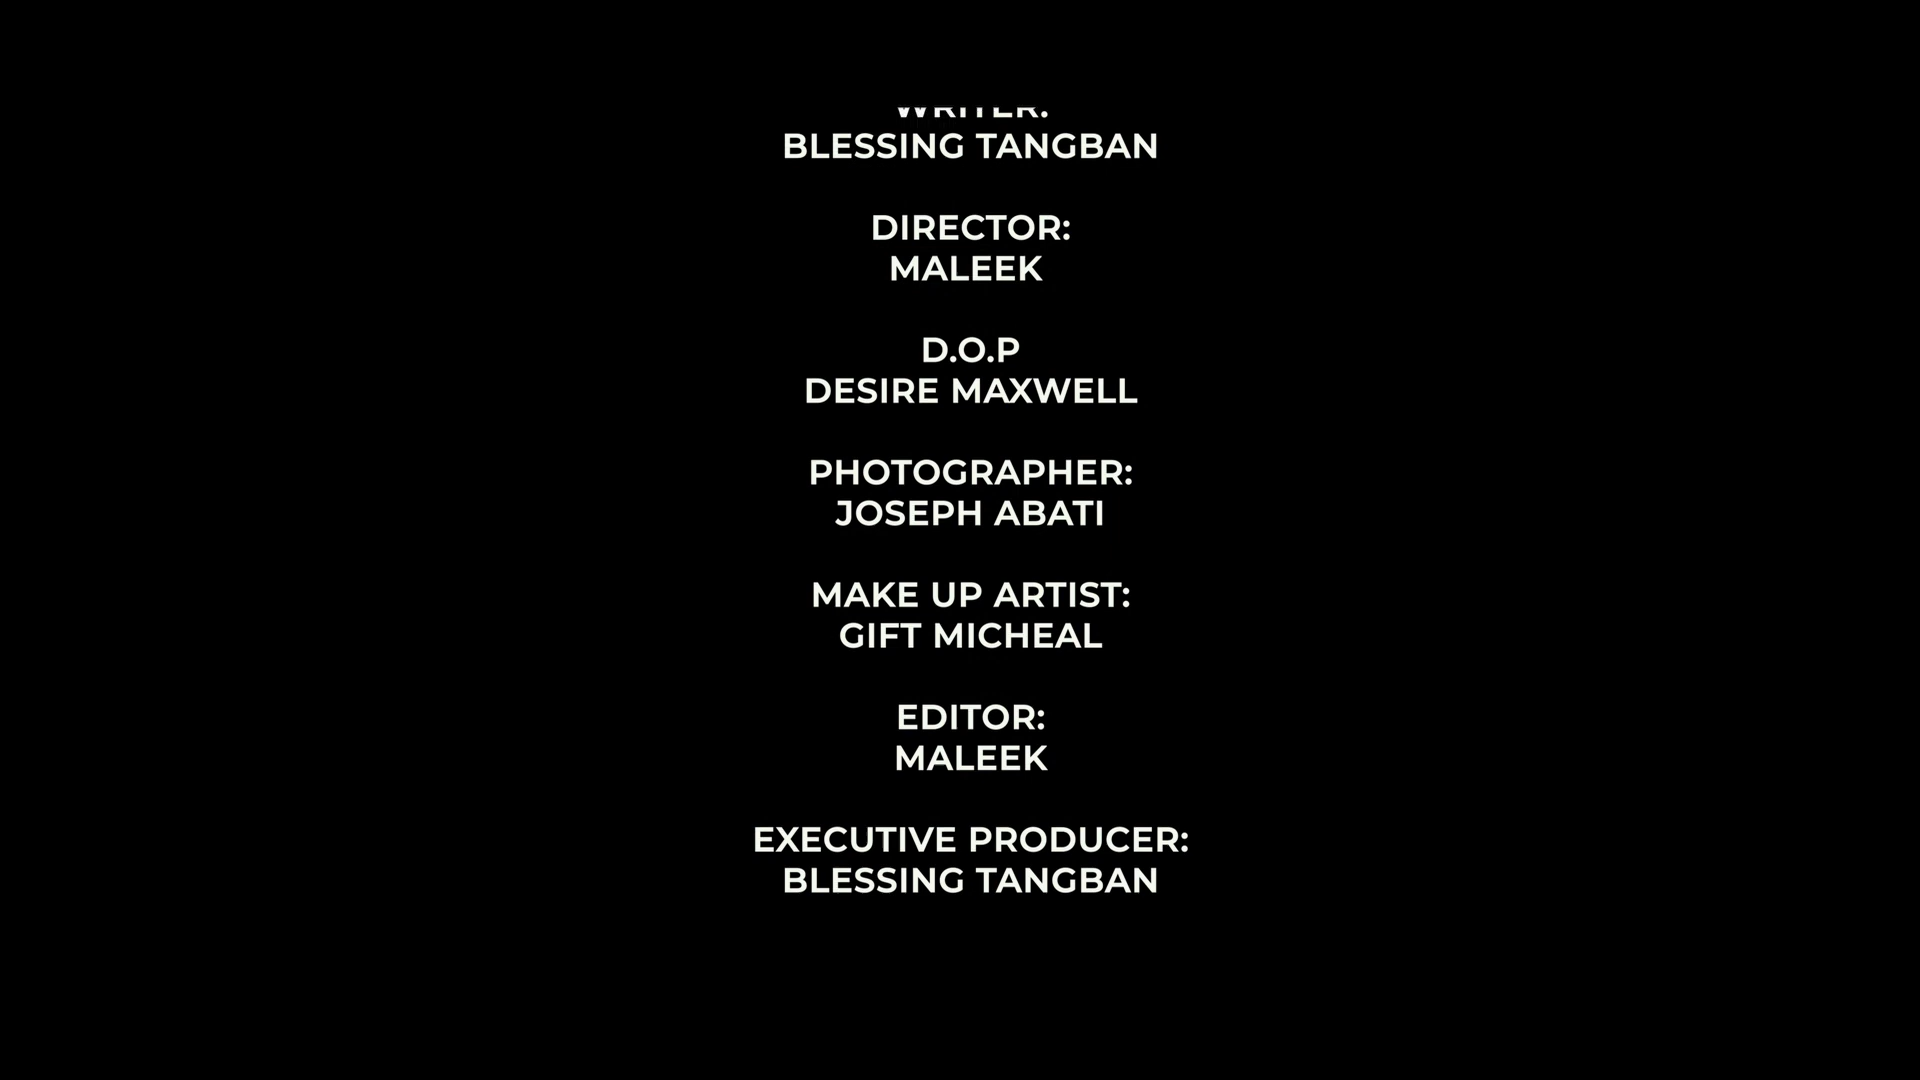 WRITER:
BLESSING TANGBAN
DIRECTOR:
MALEEK
D.O.P
DESIRE MAXWELL
PHOTOGRAPHER:
JOSEPH ABATI
MAKE UP ARTIST:
GIFT MICHEAL
EDITOR:
MALEEK
EXECUTIVE PRODUCER:
BLESSING TANGBAN